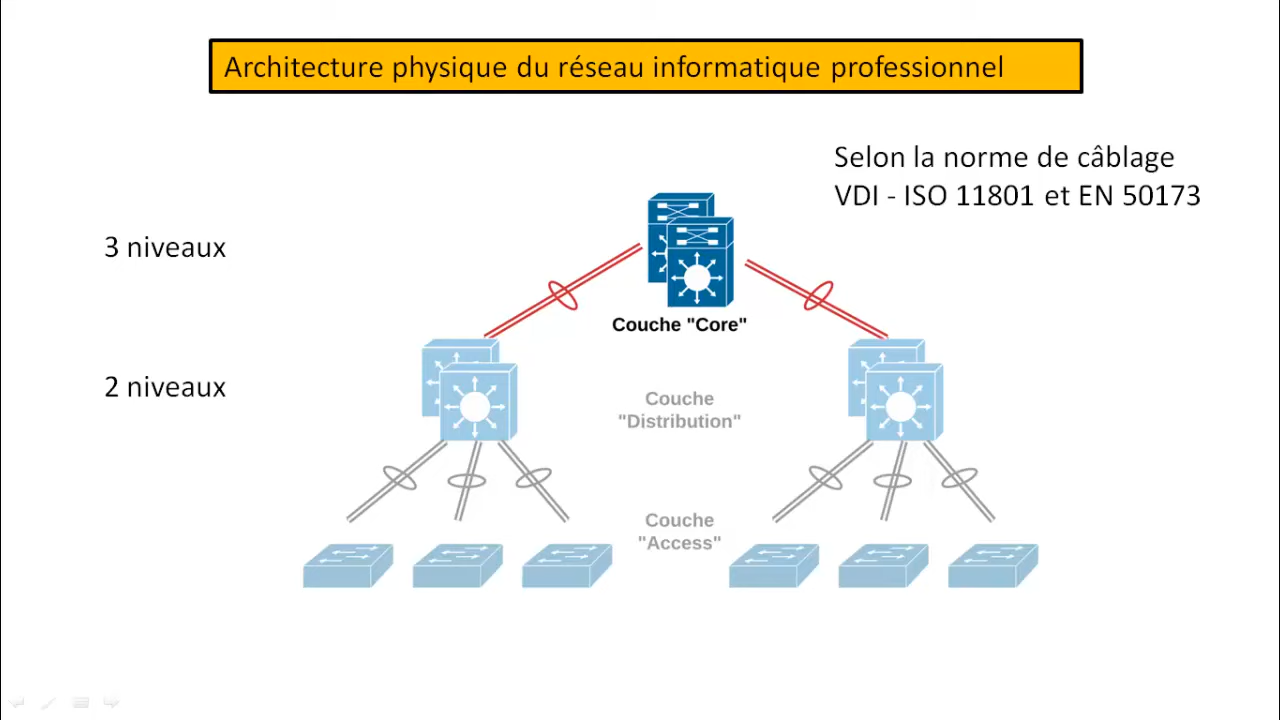 Architecture physique du réseau informatique professionnel
Selon la norme de câblage
VDI - ISO 11801 et EN 50173
3 niveaux
Couche "Core"
2 niveaux
Couche
"Distribution"
Couche
"Access"